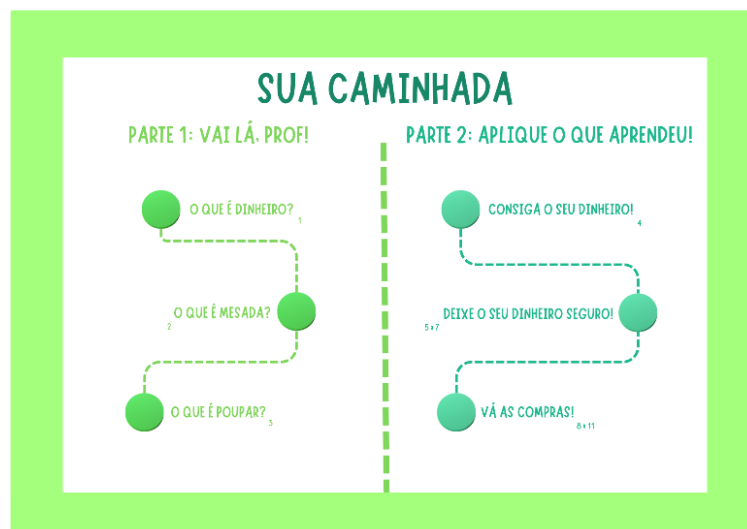 SUA CAMINHADA
PARTE 1: VAI LÁ, PROF!
O QUE É DINHEIRO?
1
O QUE É MESADA?
2
O QUE É POUPAR?
3
PARTE 2: APLIQUE O QUE APRENDEU!
CONSIGA O SEU DINHEIRO!
4
DEIXE O SEU DINHEIRO SEGURO!
5 • 7
VÁ AS COMPRAS!
8 • 11